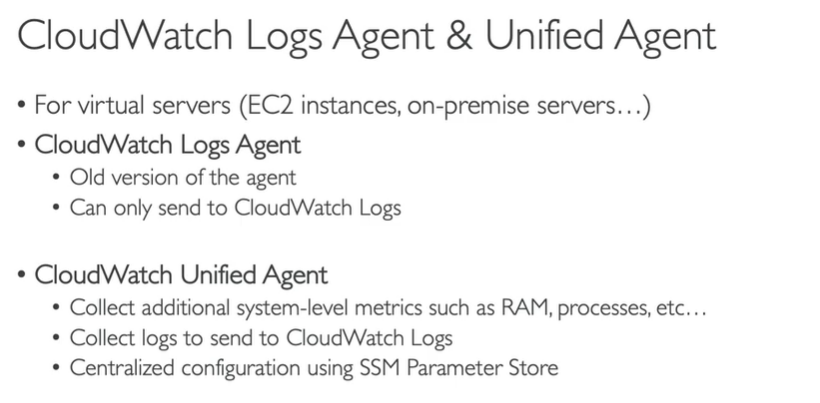 CloudWatch Logs Agent & Unified Agent
• For virtual servers (EC2 instances, on-premise servers…)
• CloudWatch Logs Agent
• Old version of the agent
• Can only send to CloudWatch Logs
• CloudWatch Unified Agent
• Collect additional system-level metrics such as RAM, processes, etc…
• Collect logs to send to CloudWatch Logs
• Centralized configuration using SSM Parameter Store